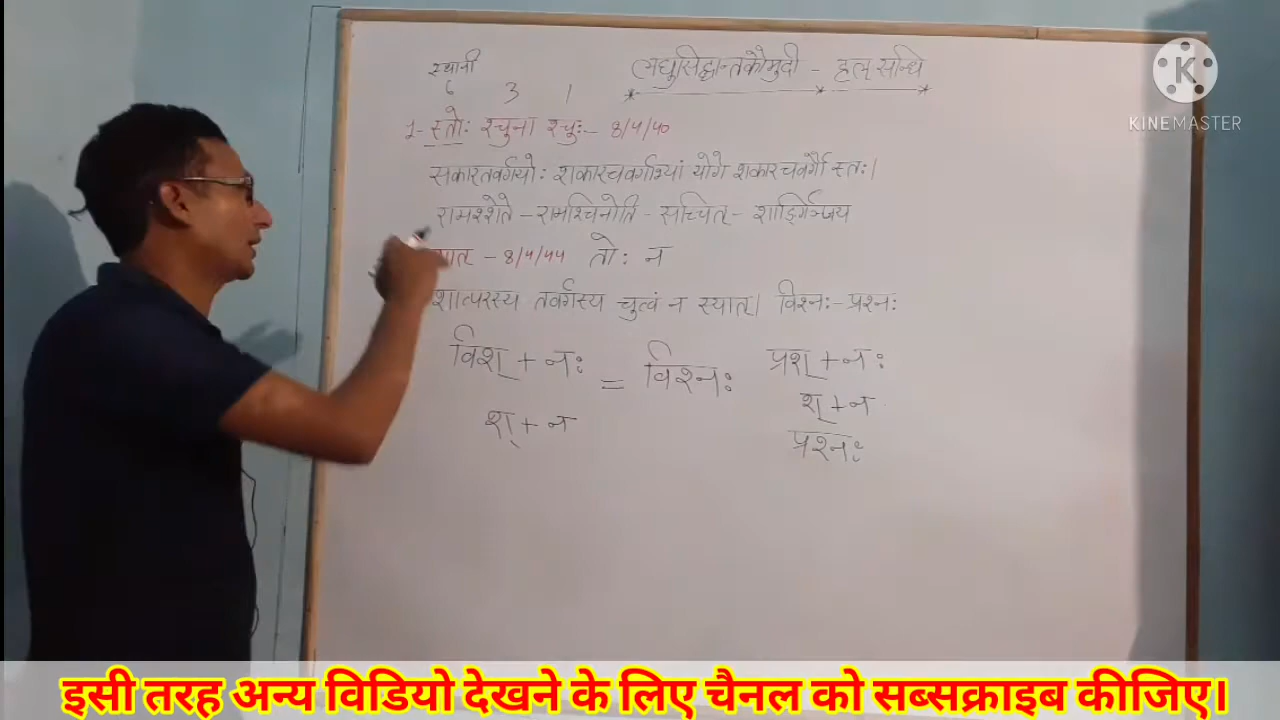 स्थानी
६ 3 1
लघुसिद्धान्तकौमुदी - हल् सन्धि
1- स्तोः श्चुना श्चुः - 8/4/40
सकारतवर्गयोः शकारचवर्गाभ्यां योगे शकारचवर्गौ स्तः।
रामश्शेते - रामश्चिनोति - सच्चित् - शार्ङ्गिञ्जय
शात् - 8/4/44 तोः न
शात्परस्य तवर्गस्य चुत्वं न स्यात्। विश्नः - प्रश्नः
विश् + नः = विश्नः प्रश् + नः
श् + न श् + न
प्रश्नः
KINEMASTER
इसी तरह अन्य विडियो देखने के लिए चैनल को सब्सक्राइब कीजिए।